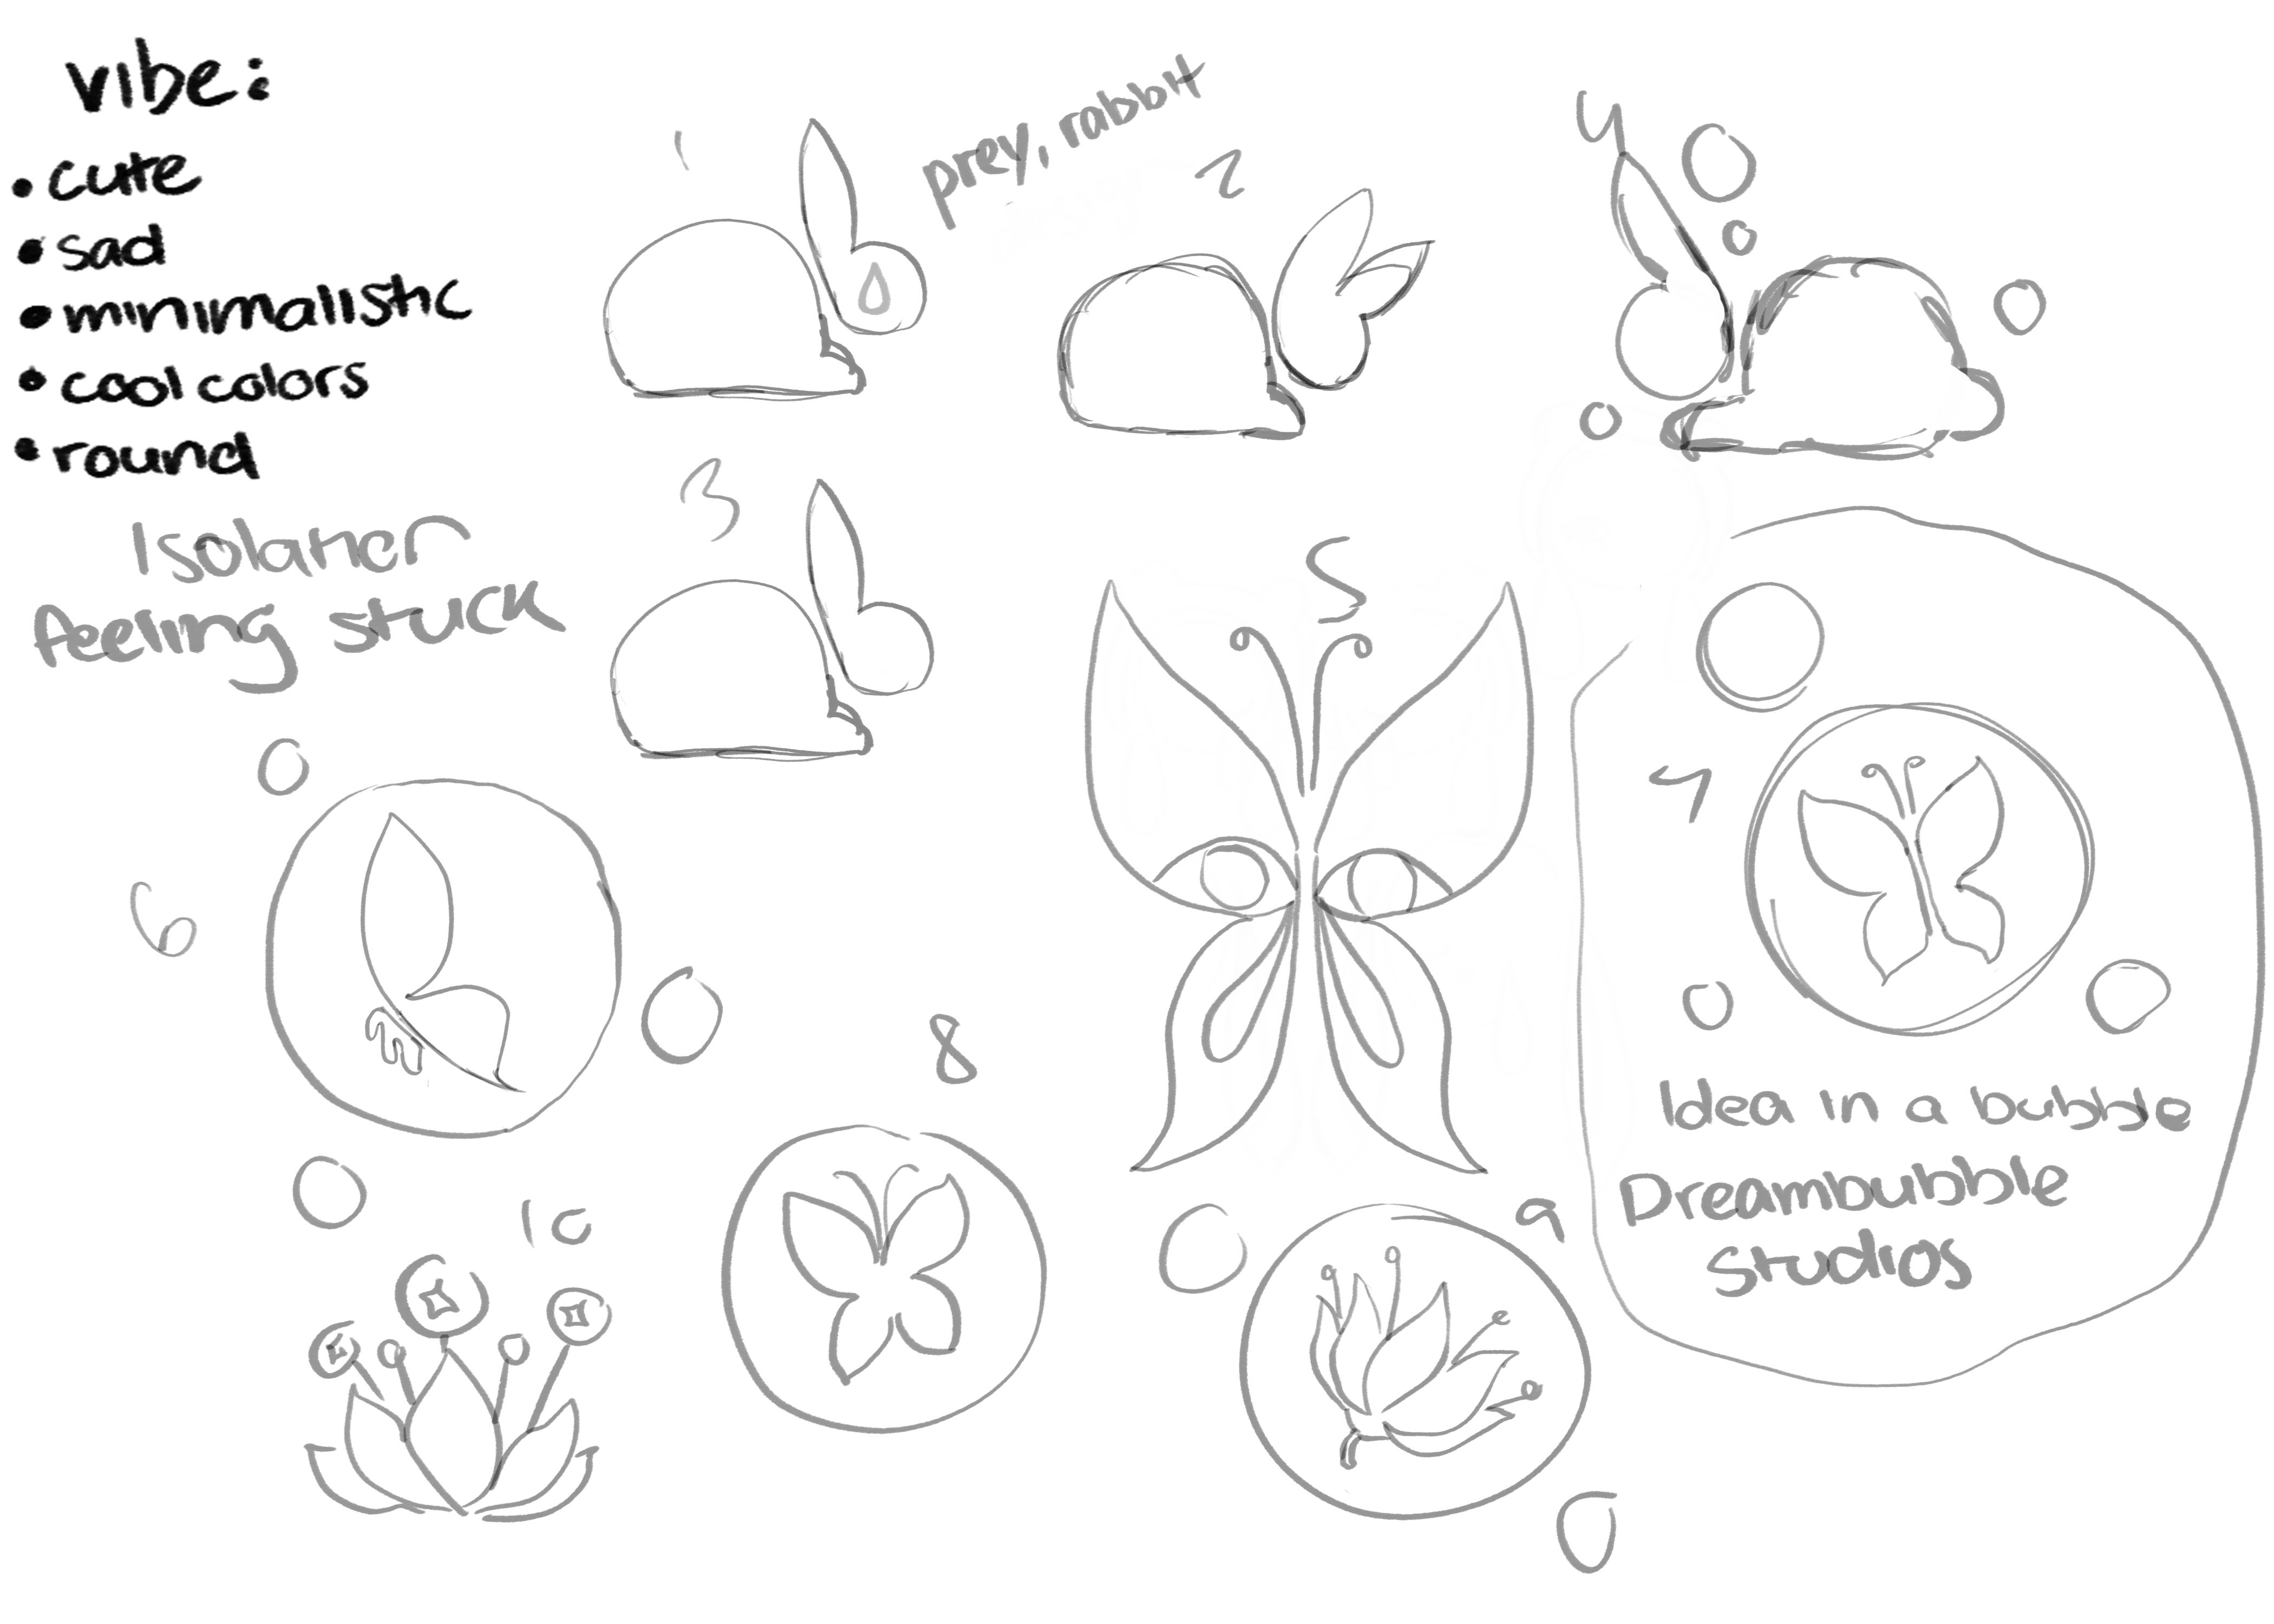 vibe:
• cute
• sad
• minimalistic
• cool colors
• round
Isolatier
feeling stuck
prey, rabbit
1
2
3
4
5
6
7
8
9
10
Idea in a bubble
Dreambubble
Studios